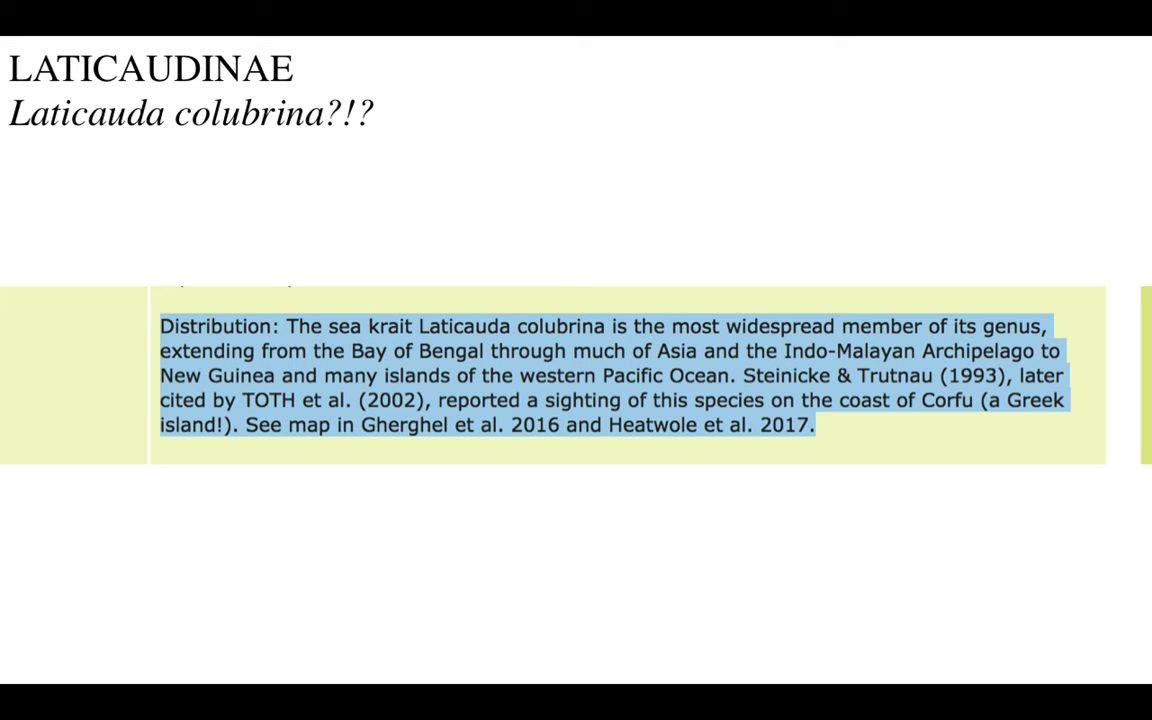 LATICAUDINAE
Laticauda colubrina?!?
Distribution: The sea krait Laticauda colubrina is the most widespread member of its genus,
extending from the Bay of Bengal through much of Asia and the Indo-Malayan Archipelago to
New Guinea and many islands of the western Pacific Ocean. Steinicke & Trutnau (1993), later
cited by TOTH et al. (2002), reported a sighting of this species on the coast of Corfu (a Greek
island!). See map in Gherghel et al. 2016 and Heatwole et al. 2017.